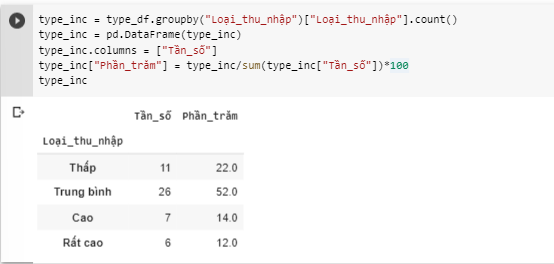 type_inc = type_df.groupby("Loại_thu_nhập")["Loại_thu_nhập"].count()
type_inc = pd.DataFrame(type_inc)
type_inc.columns = ["Tần_số"]
type_inc["Phần_trăm"] = type_inc/sum(type_inc["Tần_số"])*100
type_inc
Tần_số Phần_trăm
Loại_thu_nhập
Thấp 11 22.0
Trung bình 26 52.0
Cao 7 14.0
Rất cao 6 12.0